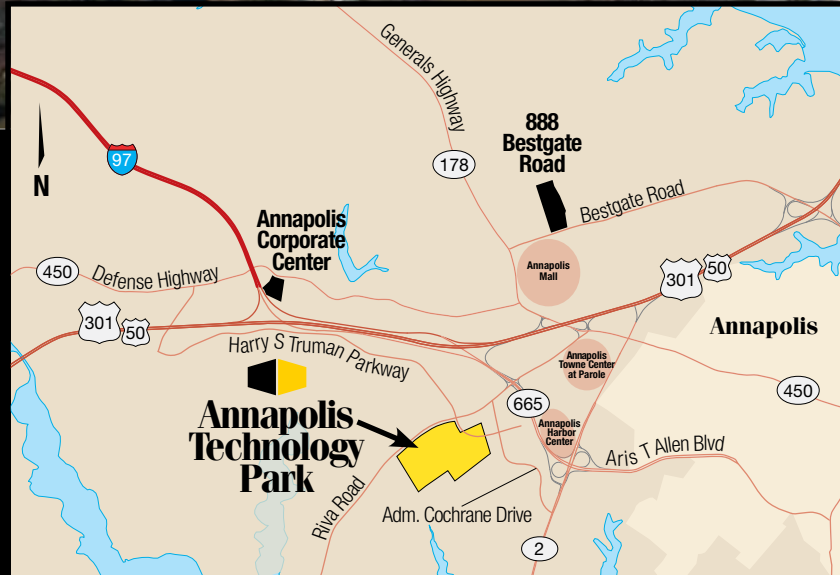 Generals Highway
97
N
178
888
Bestgate
Road
Bestgate Road
Annapolis
Corporate
Center
450
Defense Highway
Annapolis
Mall
301
50
301
50
Annapolis
Harry S Truman Parkway
Annapolis
Towne Center
at Parole
450
665
Annapolis
Technology
Park
Annapolis
Harbor
Center
Aris T Allen Blvd
Riva Road
Adm. Cochrane Drive
2